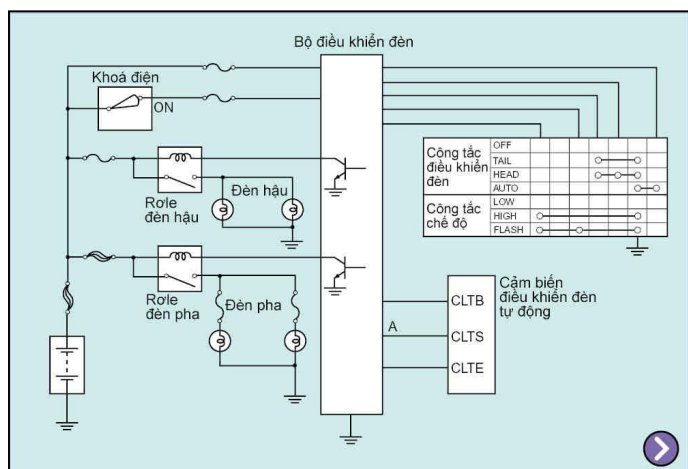 Bộ điều khiển đèn
Khoá điện
ON
Rơle
đèn hậu
Đèn hậu
Rơle
đèn pha
Đèn pha
Công tắc
điều khiển
đèn
OFF
TAIL
HEAD
AUTO
Công tắc
chế độ
LOW
HIGH
FLASH
A
CLTB
CLTS
CLTE
Cảm biến
điều khiển đèn
tự động